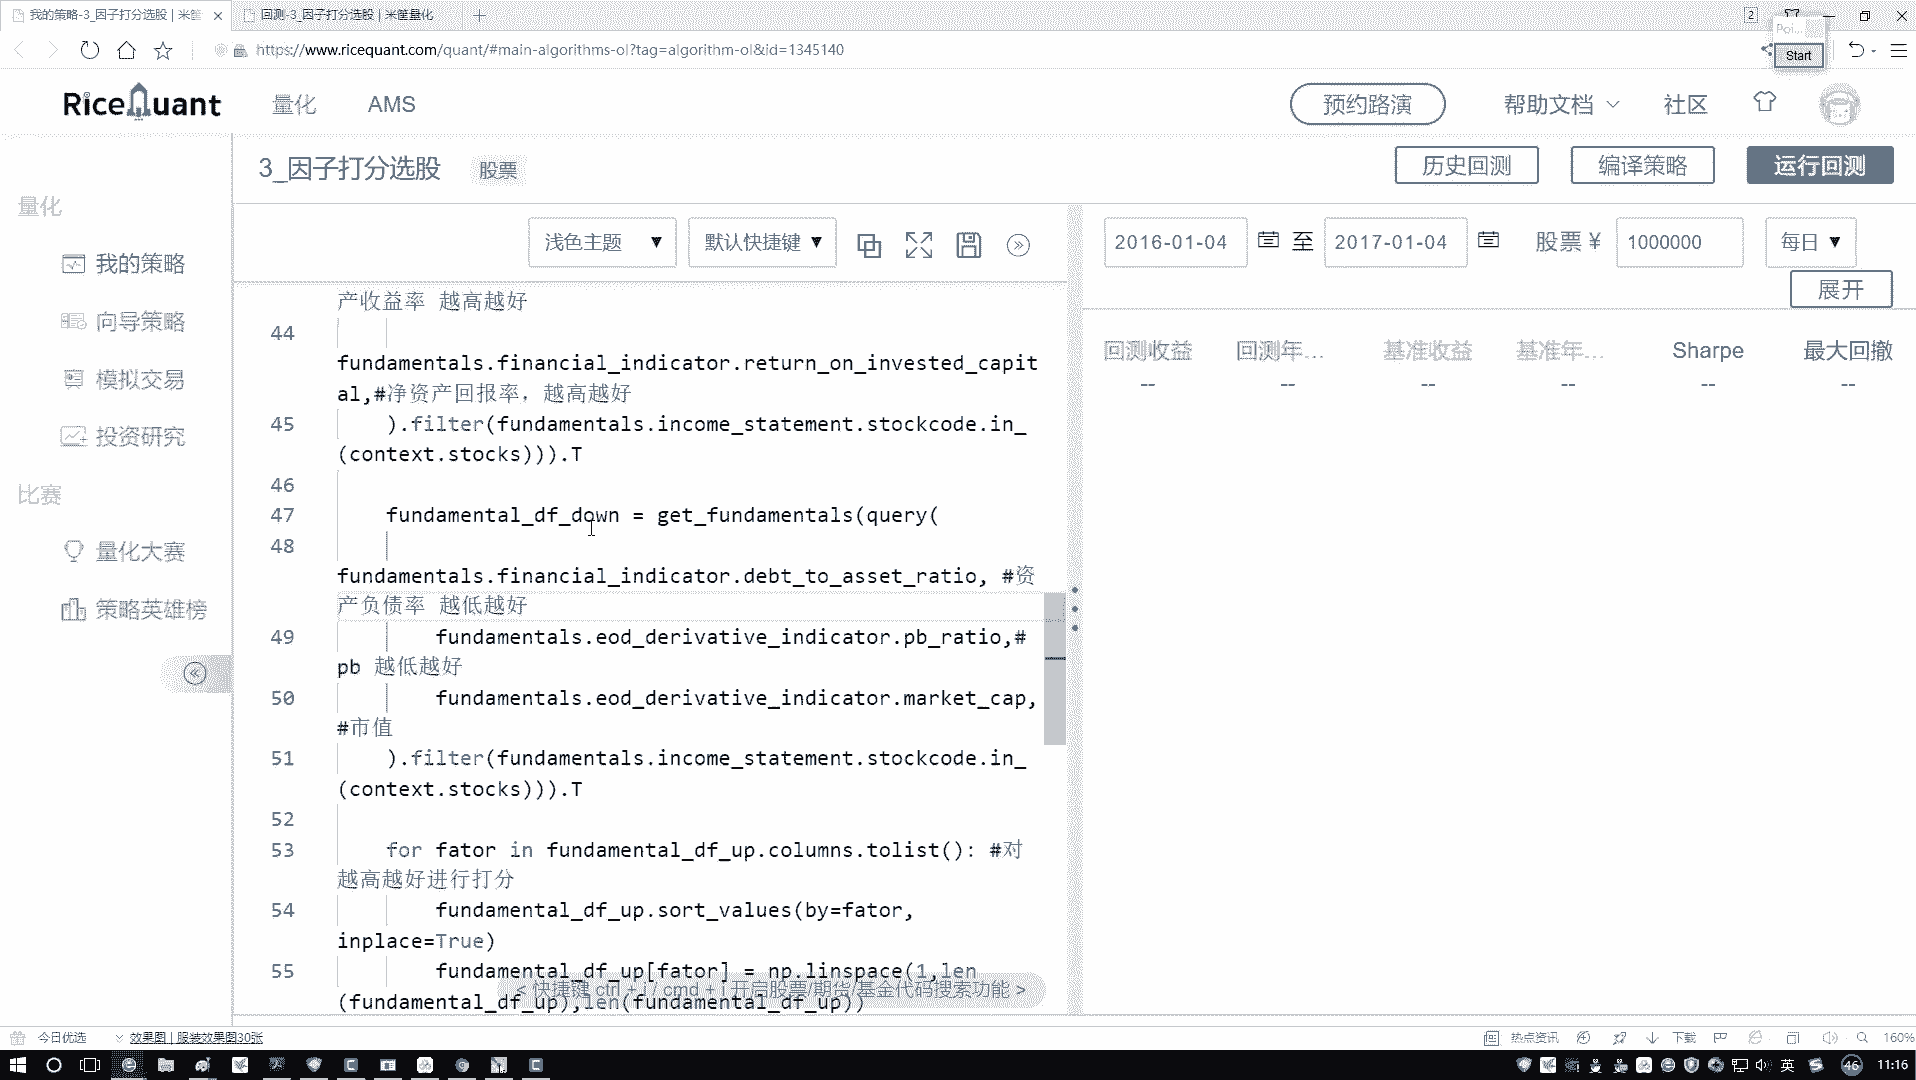 我的策略-3_因子打分选股 | 米筐
回测-3_因子打分选股 | 米筐量化
2
https://www.ricequant.com/quant/#main-algorithms-ol?tag=algorithm-ol&id=1345140
Poi...
Start
RiceQuant
量化
AMS
预约路演
帮助文档
社区
3_因子打分选股
股票
历史回测
编译策略
运行回测
量化
我的策略
向导策略
模拟交易
投资研究
比赛
量化大赛
策略英雄榜
浅色主题
默认快捷键
2016-01-04
至
2017-01-04
股票 ¥
1000000
每日
展开
回测收益
回测年...
基准收益
基准年...
Sharpe
最大回撤
--
--
--
--
--
--
产收益率 越高越好
44
fundamentals.financial_indicator.return_on_invested_capit
al,#净资产回报率，越高越好
45 ).filter(fundamentals.income_statement.stockcode.in_
(context.stocks))).T
46
47 fundamental_df_down = get_fundamentals(query(
48
fundamentals.financial_indicator.debt_to_asset_ratio, #资
产负债率 越低越好
49 fundamentals.eod_derivative_indicator.pb_ratio,#
pb 越低越好
50 fundamentals.eod_derivative_indicator.market_cap,
#市值
51 ).filter(fundamentals.income_statement.stockcode.in_
(context.stocks))).T
52
53 for fator in fundamental_df_up.columns.tolist(): #对
越高越好进行打分
54 fundamental_df_up.sort_values(by=fator,
inplace=True)
55 fundamental_df_up[fator] = np.linspace(1,len
(fundamental_df_up),len(fundamental_df_up))
< 快捷键 ctrl + i / cmd + i 开启股票/期货/基金代码搜索功能 >
今日优选
效果图 | 服装效果图30张
热点资讯
下载
160%
英
46
11:16